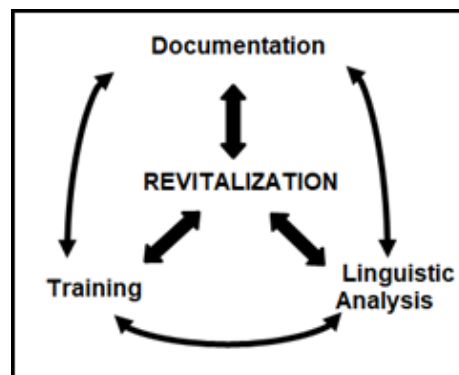 Documentation
REVITALIZATION
Training
Linguistic
Analysis